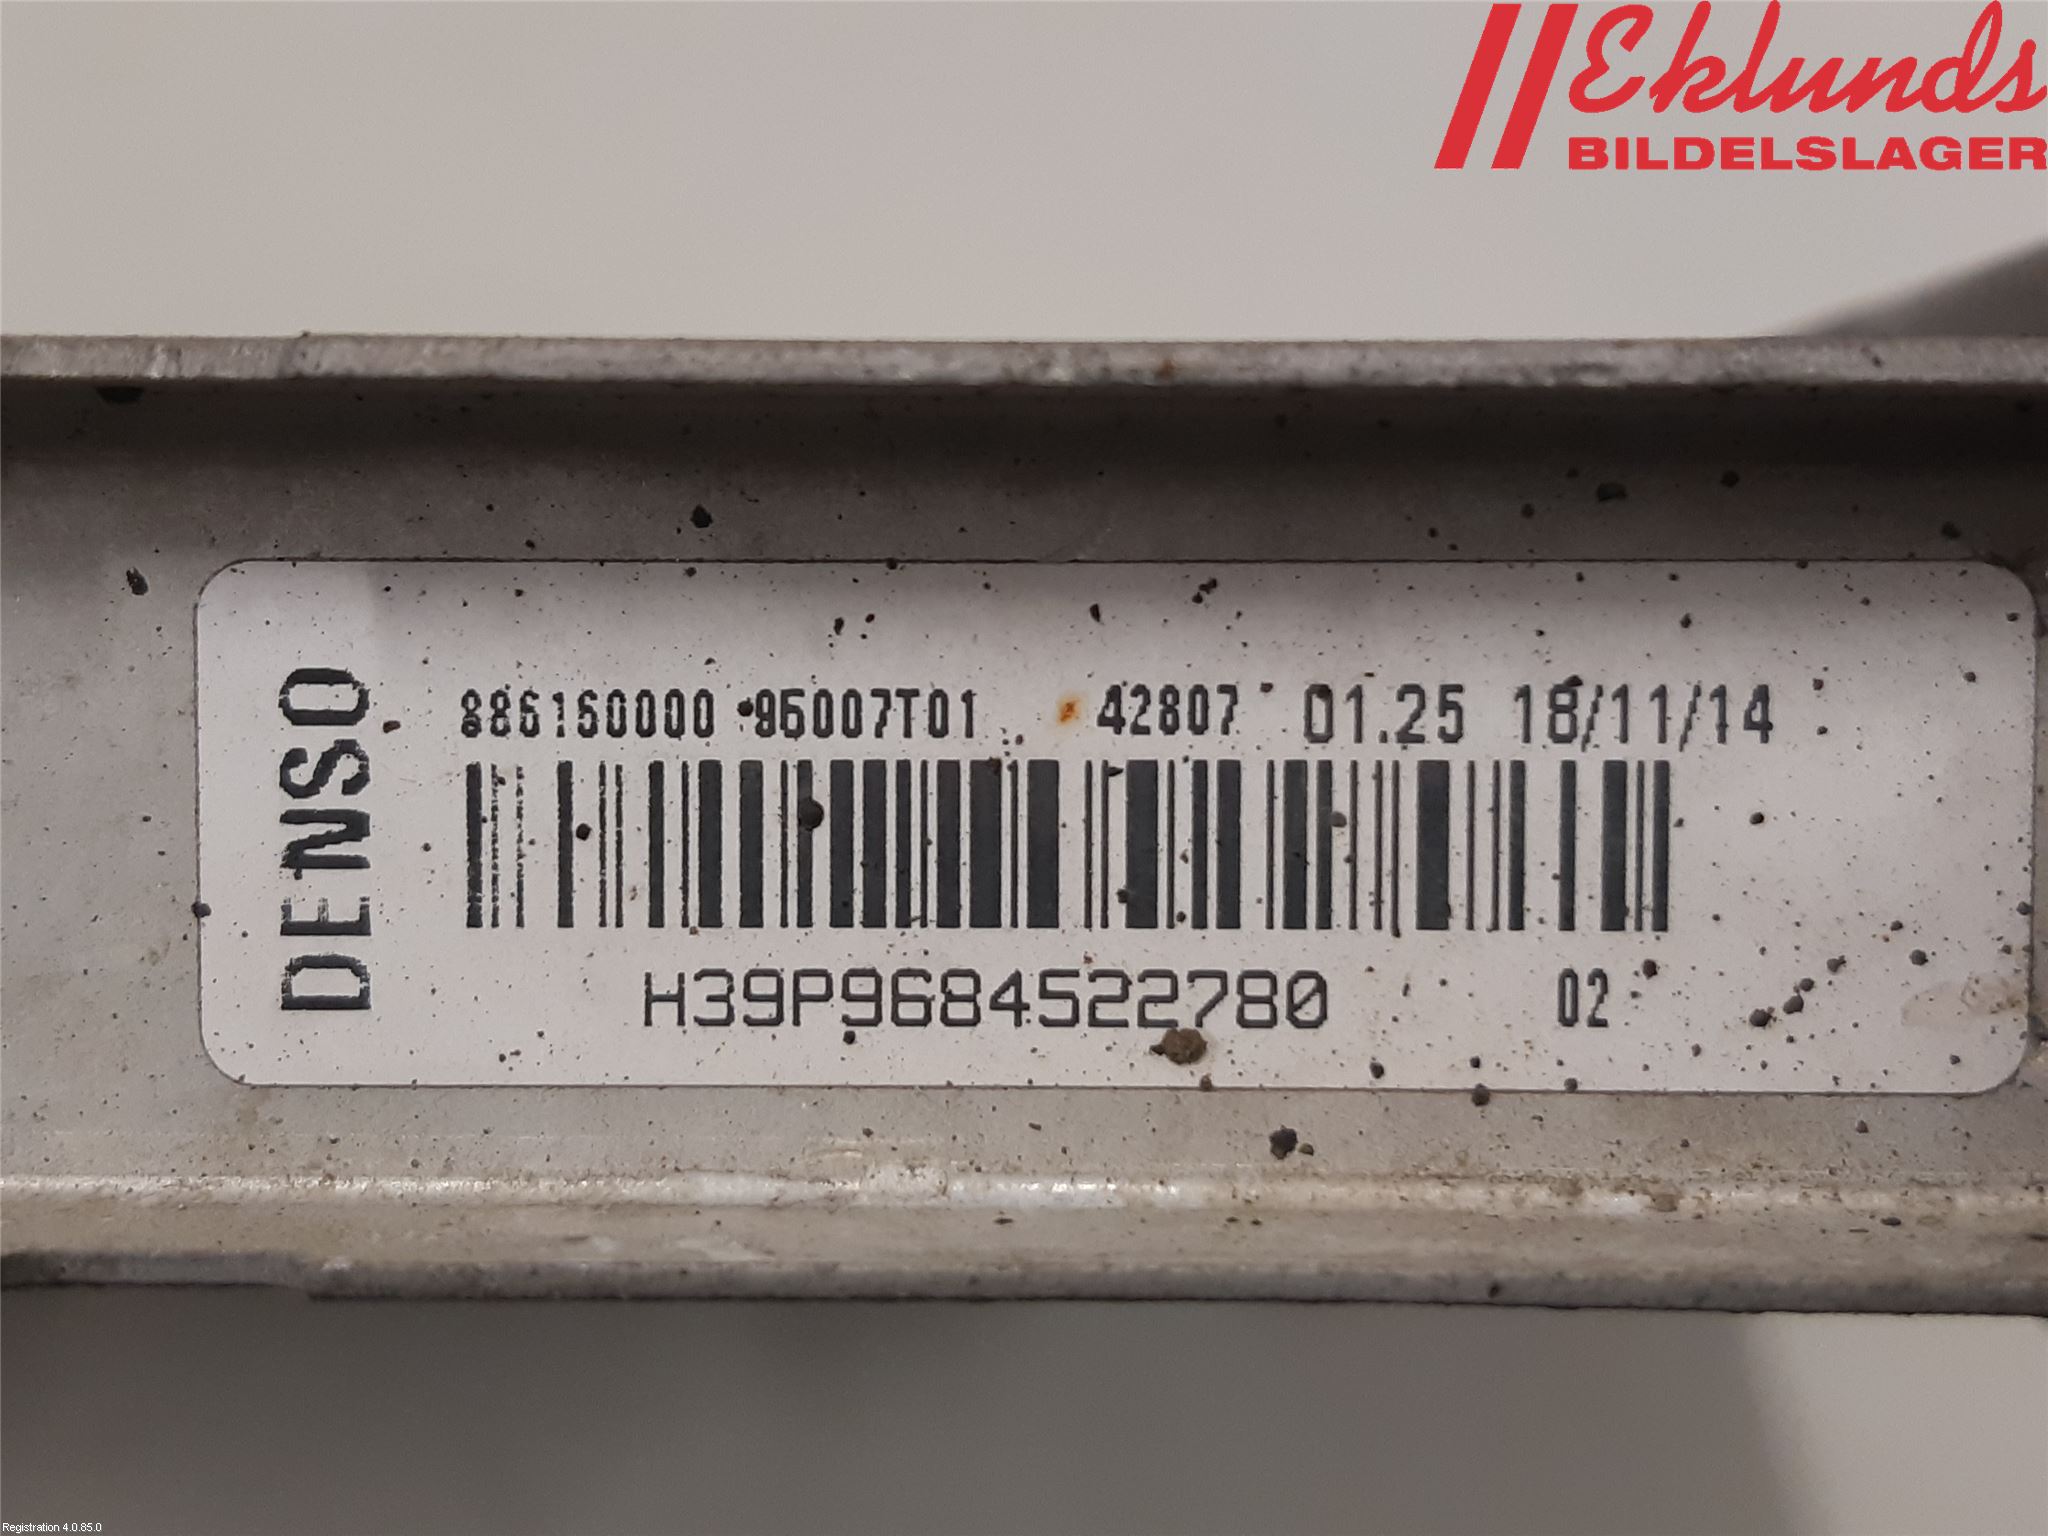 Eklunds
BILDELSLAGER
DENSO
886160000 95007T01 42807 01.25 18/11/14
H39P9684522780 02
Registration 4.0.85.0